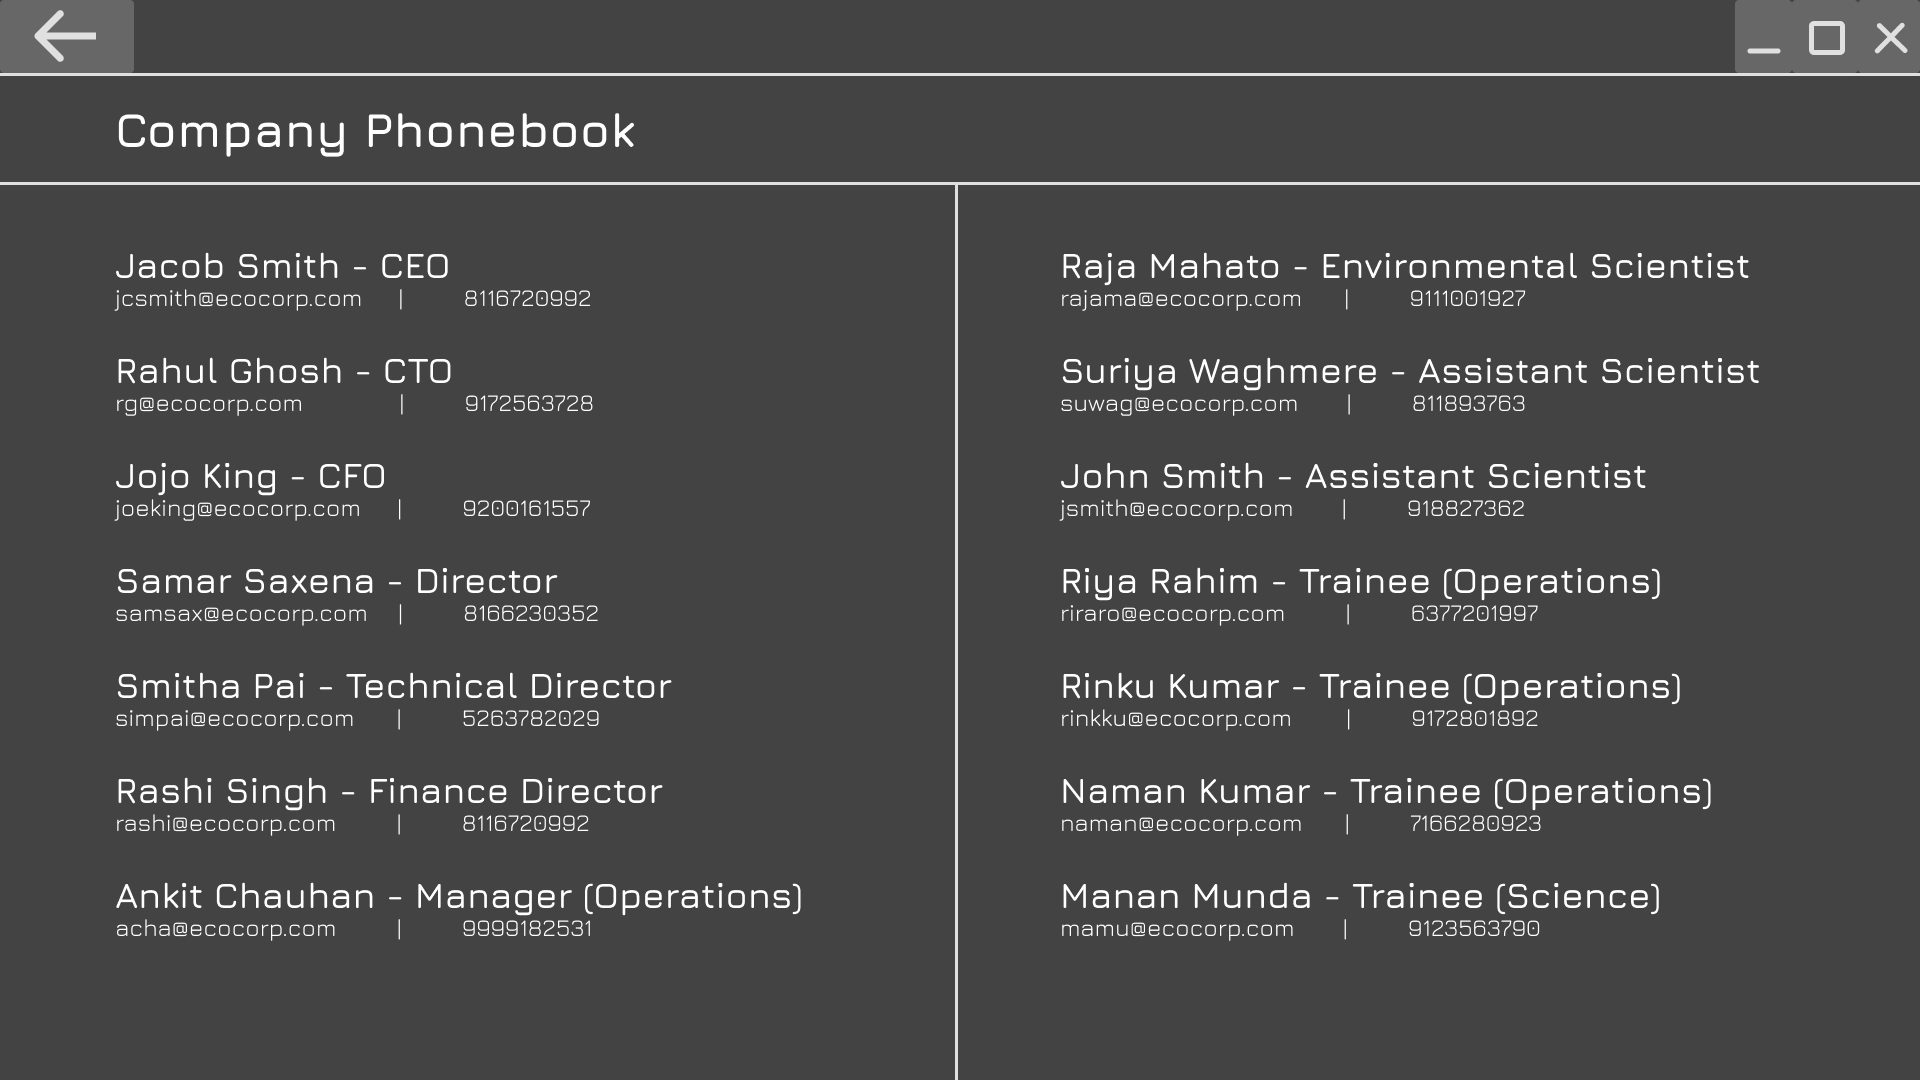 Company Phonebook
Jacob Smith - CEO
jcsmith@ecocorp.com | 8116720992
Rahul Ghosh - CTO
rg@ecocorp.com | 9172563728
Jojo King - CFO
joeking@ecocorp.com | 9200161557
Samar Saxena - Director
samsax@ecocorp.com | 8166230352
Smitha Pai - Technical Director
simpai@ecocorp.com | 5263782029
Rashi Singh - Finance Director
rashi@ecocorp.com | 8116720992
Ankit Chauhan - Manager (Operations)
acha@ecocorp.com | 9999182531
Raja Mahato - Environmental Scientist
rajama@ecocorp.com | 9111001927
Suriya Waghmere - Assistant Scientist
suwag@ecocorp.com | 811893763
John Smith - Assistant Scientist
jsmith@ecocorp.com | 918827362
Riya Rahim - Trainee (Operations)
riraro@ecocorp.com | 6377201997
Rinku Kumar - Trainee (Operations)
rinkku@ecocorp.com | 9172801892
Naman Kumar - Trainee (Operations)
naman@ecocorp.com | 7166280923
Manan Munda - Trainee (Science)
mamu@ecocorp.com | 9123563790